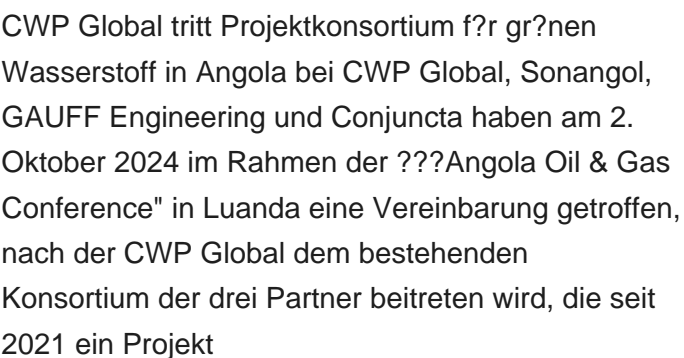 CWP Global tritt Projektkonsortium f?r gr?nen
Wasserstoff in Angola bei CWP Global, Sonangol,
GAUFF Engineering und Conjuncta haben am 2.
Oktober 2024 im Rahmen der ???Angola Oil & Gas
Conference" in Luanda eine Vereinbarung getroffen,
nach der CWP Global dem bestehenden
Konsortium der drei Partner beitreten wird, die seit
2021 ein Projekt